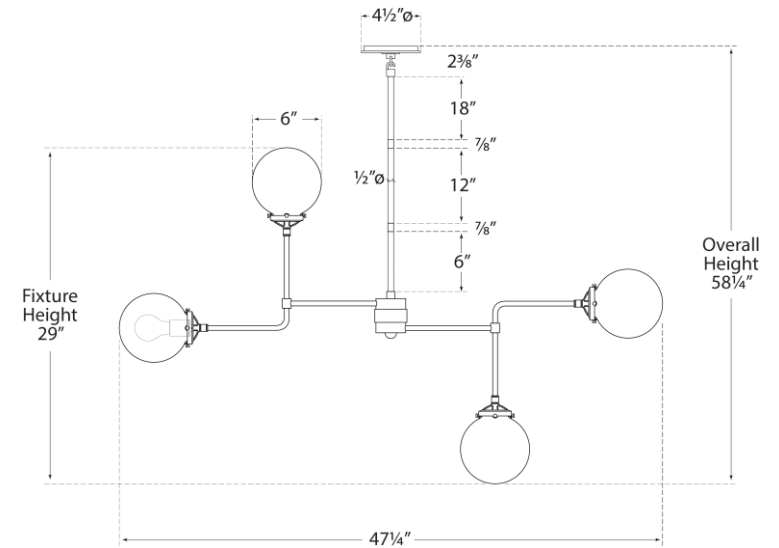 4½”ø
2⅜”
18”
6”
⅞”
½”ø
12”
⅞”
6”
Overall
Height
58¼”
Fixture
Height
29”
47¼”